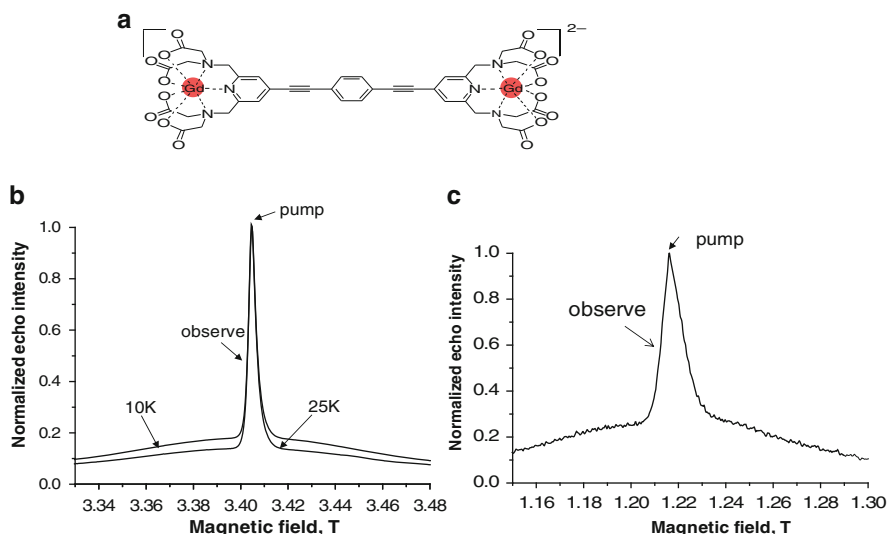 a
2–
O O
O O
N N
O O
O O
Gd N N Gd
O O
O O
N N
O O
O O
b
Normalized echo intensity
1.0
0.8
0.6
0.4
0.2
0.0
pump
observe
10K
25K
3.34 3.36 3.38 3.40 3.42 3.44 3.46 3.48
Magnetic field, T
c
Normalized echo intensity
1.0
0.8
0.6
0.4
0.2
0.0
pump
observe
1.16 1.18 1.20 1.22 1.24 1.26 1.28 1.30
Magnetic field, T